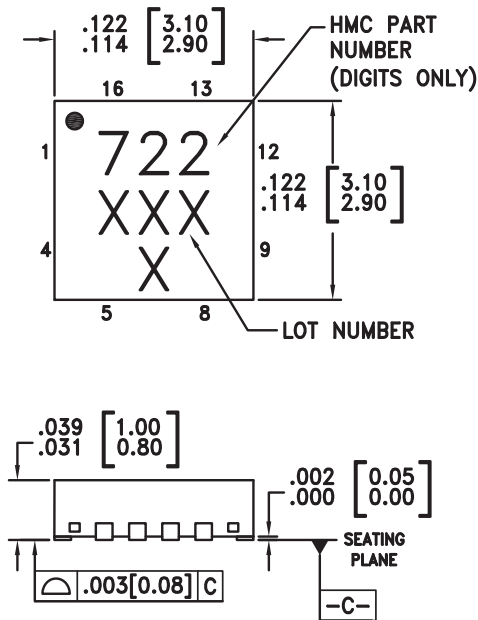 .122 [3.10]
.114 [2.90]
HMC PART
NUMBER
(DIGITS ONLY)
16 13
1 12
722
.122 [3.10]
.114 [2.90]
XXX
4 9
X
5 8
LOT NUMBER
.039 [1.00]
.031 [0.80]
.002 [0.05]
.000 [0.00]
SEATING
PLANE
.003[0.08] C
-C-